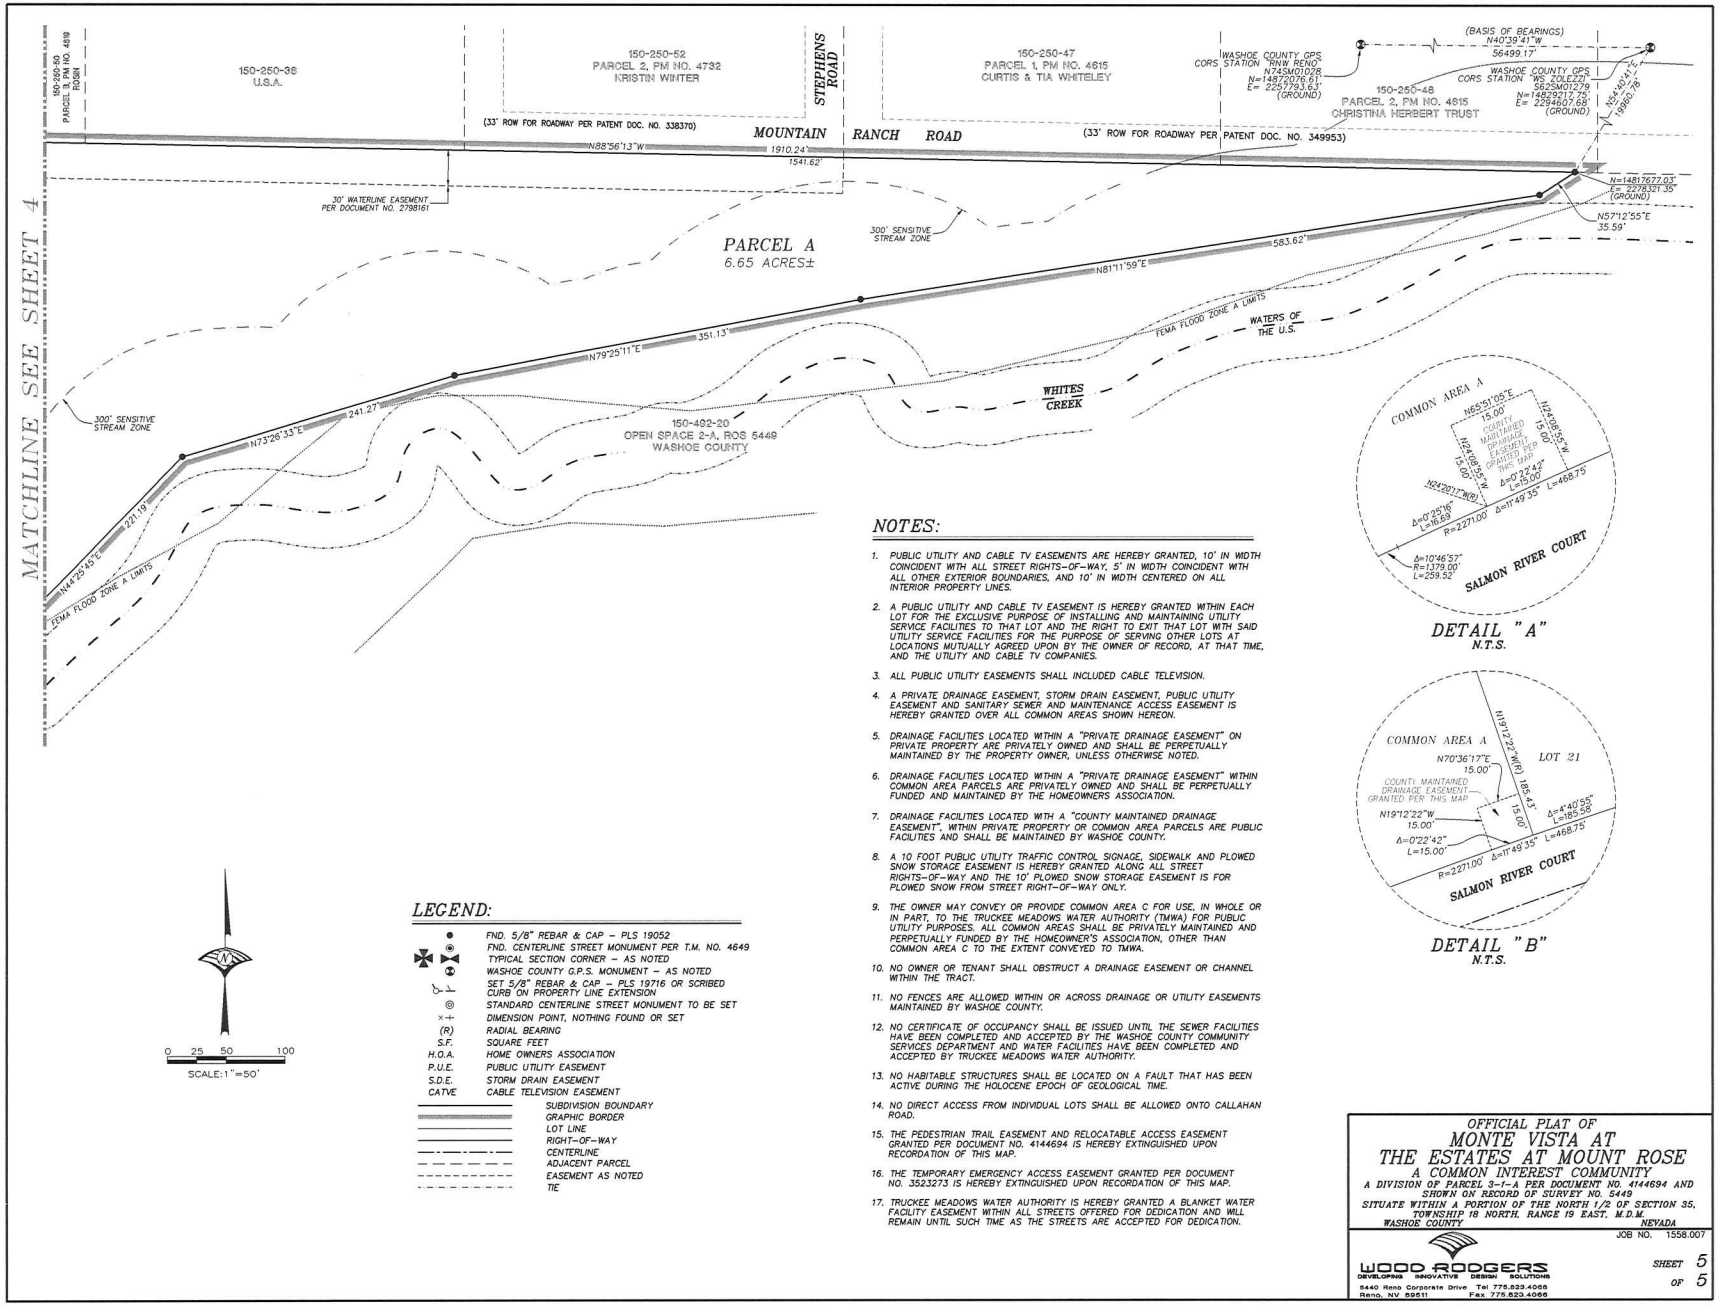 150-250-50
PARCEL 3, PM NO. 4819
ROSIN
150-250-38
U.S.A.
150-250-52
PARCEL 2, PM NO. 4732
KRISTIN WINTER
STEPHENS
ROAD
150-250-47
PARCEL 1, PM NO. 4615
CURTIS & TIA WHITELEY
WASHOE COUNTY GPS
CORS STATION "RNW RENO"
N74SM01028
N=14872076.61'
E= 2257793.63'
(GROUND)
(BASIS OF BEARINGS)
N40°39'41"W
56499.17'
WASHOE COUNTY GPS
CORS STATION "WS ZOLEZZI"
S62SM01279
N=14829217.75'
E= 2294607.68'
(GROUND)
150-250-48
PARCEL 2, PM NO. 4615
CHRISTINA HERBERT TRUST
N54°40'41"E
19960.78'
(33' ROW FOR ROADWAY PER PATENT DOC. NO. 338370)
MOUNTAIN RANCH ROAD
(33' ROW FOR ROADWAY PER PATENT DOC. NO. 349953)
N88°56'13"W
1910.24'
1541.62'
30' WATERLINE EASEMENT
PER DOCUMENT NO. 2798161
N=14817677.03'
E= 2278321.35'
(GROUND)
N57°12'55"E
35.59'
300' SENSITIVE
STREAM ZONE
PARCEL A
6.65 ACRES±
583.62'
N81°11'59"E
FEMA FLOOD ZONE A LIMITS
WATERS OF
THE U.S.
351.13'
N79°25'11"E
WHITES
CREEK
241.27'
N73°26'33"E
300' SENSITIVE
STREAM ZONE
150-492-20
OPEN SPACE 2-A, ROS 5449
WASHOE COUNTY
221.19'
N44°25'45"E
FEMA FLOOD ZONE A LIMITS
MATCHLINE SEE SHEET 4
COMMON AREA A
N65°51'05"E
15.00'
N24°08'55"W
15.00'
COUNTY
MAINTAINED
DRAINAGE
EASEMENT
GRANTED PER
THIS MAP
N24°08'55"W
15.00'
N24°20'17"W(R)
Δ=0°22'42"
L=15.00'
Δ=0°25'16"
L=16.69'
R=2271.00' Δ=11°49'35" L=468.75'
Δ=10°46'57"
R=1379.00'
L=259.52'
SALMON RIVER COURT
DETAIL "A"
N.T.S.
COMMON AREA A
N19°12'22"W(R) 185.43'
LOT 21
N70°36'17"E
15.00'
COUNTY MAINTAINED
DRAINAGE EASEMENT
GRANTED PER THIS MAP
N19°12'22"W
15.00'
15.00'
Δ=4°40'55"
L=185.58'
Δ=0°22'42"
L=15.00'
R=2271.00' Δ=11°49'35" L=468.75'
SALMON RIVER COURT
DETAIL "B"
N.T.S.
NOTES:
1. PUBLIC UTILITY AND CABLE TV EASEMENTS ARE HEREBY GRANTED, 10' IN WIDTH
COINCIDENT WITH ALL STREET RIGHTS-OF-WAY, 5' IN WIDTH COINCIDENT WITH
ALL OTHER EXTERIOR BOUNDARIES, AND 10' IN WIDTH CENTERED ON ALL
INTERIOR PROPERTY LINES.
2. A PUBLIC UTILITY AND CABLE TV EASEMENT IS HEREBY GRANTED WITHIN EACH
LOT FOR THE EXCLUSIVE PURPOSE OF INSTALLING AND MAINTAINING UTILITY
SERVICE FACILITIES TO THAT LOT AND THE RIGHT TO EXIT THAT LOT WITH SAID
UTILITY SERVICE FACILITIES FOR THE PURPOSE OF SERVING OTHER LOTS AT
LOCATIONS MUTUALLY AGREED UPON BY THE OWNER OF RECORD, AT THAT TIME,
AND THE UTILITY AND CABLE TV COMPANIES.
3. ALL PUBLIC UTILITY EASEMENTS SHALL INCLUDED CABLE TELEVISION.
4. A PRIVATE DRAINAGE EASEMENT, STORM DRAIN EASEMENT, PUBLIC UTILITY
EASEMENT AND SANITARY SEWER AND MAINTENANCE ACCESS EASEMENT IS
HEREBY GRANTED OVER ALL COMMON AREAS SHOWN HEREON.
5. DRAINAGE FACILITIES LOCATED WITHIN A "PRIVATE DRAINAGE EASEMENT" ON
PRIVATE PROPERTY ARE PRIVATELY OWNED AND SHALL BE PERPETUALLY
MAINTAINED BY THE PROPERTY OWNER, UNLESS OTHERWISE NOTED.
6. DRAINAGE FACILITIES LOCATED WITHIN A "PRIVATE DRAINAGE EASEMENT" WITHIN
COMMON AREA PARCELS ARE PRIVATELY OWNED AND SHALL BE PERPETUALLY
FUNDED AND MAINTAINED BY THE HOMEOWNERS ASSOCIATION.
7. DRAINAGE FACILITIES LOCATED WITH A "COUNTY MAINTAINED DRAINAGE
EASEMENT", WITHIN PRIVATE PROPERTY OR COMMON AREA PARCELS ARE PUBLIC
FACILITIES AND SHALL BE MAINTAINED BY WASHOE COUNTY.
8. A 10 FOOT PUBLIC UTILITY TRAFFIC CONTROL SIGNAGE, SIDEWALK AND PLOWED
SNOW STORAGE EASEMENT IS HEREBY GRANTED ALONG ALL STREET
RIGHTS-OF-WAY AND THE 10' PLOWED SNOW STORAGE EASEMENT IS FOR
PLOWED SNOW FROM STREET RIGHT-OF-WAY ONLY.
9. THE OWNER MAY CONVEY OR PROVIDE COMMON AREA C FOR USE, IN WHOLE OR
IN PART, TO THE TRUCKEE MEADOWS WATER AUTHORITY (TMWA) FOR PUBLIC
UTILITY PURPOSES. ALL COMMON AREAS SHALL BE PRIVATELY MAINTAINED AND
PERPETUALLY FUNDED BY THE HOMEOWNER'S ASSOCIATION, OTHER THAN
COMMON AREA C TO THE EXTENT CONVEYED TO TMWA.
10. NO OWNER OR TENANT SHALL OBSTRUCT A DRAINAGE EASEMENT OR CHANNEL
WITHIN THE TRACT.
11. NO FENCES ARE ALLOWED WITHIN OR ACROSS DRAINAGE OR UTILITY EASEMENTS
MAINTAINED BY WASHOE COUNTY.
12. NO CERTIFICATE OF OCCUPANCY SHALL BE ISSUED UNTIL THE SEWER FACILITIES
HAVE BEEN COMPLETED AND ACCEPTED BY THE WASHOE COUNTY COMMUNITY
SERVICES DEPARTMENT AND WATER FACILITIES HAVE BEEN COMPLETED AND
ACCEPTED BY TRUCKEE MEADOWS WATER AUTHORITY.
13. NO HABITABLE STRUCTURES SHALL BE LOCATED ON A FAULT THAT HAS BEEN
ACTIVE DURING THE HOLOCENE EPOCH OF GEOLOGICAL TIME.
14. NO DIRECT ACCESS FROM INDIVIDUAL LOTS SHALL BE ALLOWED ONTO CALLAHAN
ROAD.
15. THE PEDESTRIAN TRAIL EASEMENT AND RELOCATABLE ACCESS EASEMENT
GRANTED PER DOCUMENT NO. 4144694 IS HEREBY EXTINGUISHED UPON
RECORDATION OF THIS MAP.
16. THE TEMPORARY EMERGENCY ACCESS EASEMENT GRANTED PER DOCUMENT
NO. 3523273 IS HEREBY EXTINGUISHED UPON RECORDATION OF THIS MAP.
17. TRUCKEE MEADOWS WATER AUTHORITY IS HEREBY GRANTED A BLANKET WATER
FACILITY EASEMENT WITHIN ALL STREETS OFFERED FOR DEDICATION AND WILL
REMAIN UNTIL SUCH TIME AS THE STREETS ARE ACCEPTED FOR DEDICATION.
N
0 25 50 100
SCALE:1"=50'
LEGEND:
FND. 5/8" REBAR & CAP - PLS 19052
FND. CENTERLINE STREET MONUMENT PER T.M. NO. 4649
TYPICAL SECTION CORNER - AS NOTED
WASHOE COUNTY G.P.S. MONUMENT - AS NOTED
SET 5/8" REBAR & CAP - PLS 19716 OR SCRIBED
CURB ON PROPERTY LINE EXTENSION
STANDARD CENTERLINE STREET MONUMENT TO BE SET
DIMENSION POINT, NOTHING FOUND OR SET
(R) RADIAL BEARING
S.F. SQUARE FEET
H.O.A. HOME OWNERS ASSOCIATION
P.U.E. PUBLIC UTILITY EASEMENT
S.D.E. STORM DRAIN EASEMENT
CATVE CABLE TELEVISION EASEMENT
SUBDIVISION BOUNDARY
GRAPHIC BORDER
LOT LINE
RIGHT-OF-WAY
CENTERLINE
ADJACENT PARCEL
EASEMENT AS NOTED
TIE
OFFICIAL PLAT OF
MONTE VISTA AT
THE ESTATES AT MOUNT ROSE
A COMMON INTEREST COMMUNITY
A DIVISION OF PARCEL 3-1-A PER DOCUMENT NO. 4144694 AND
SHOWN ON RECORD OF SURVEY NO. 5449
SITUATE WITHIN A PORTION OF THE NORTH 1/2 OF SECTION 35,
TOWNSHIP 18 NORTH, RANGE 19 EAST, M.D.M.
WASHOE COUNTY NEVADA
JOB NO. 1558.007
WOOD RODGERS
DEVELOPING INNOVATIVE DESIGN SOLUTIONS
5440 Reno Corporate Drive Tel 775.823.4068
Reno, NV 89511 Fax 775.823.4066
SHEET 5
OF 5